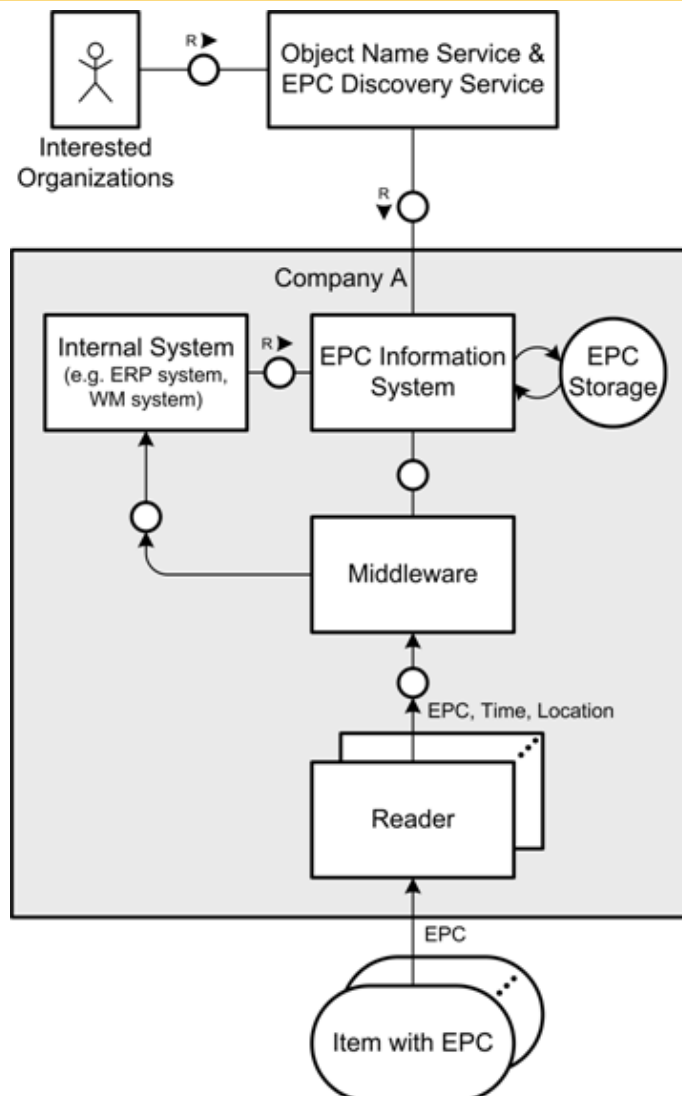 R
Object Name Service &
EPC Discovery Service
Interested
Organizations
R
Company A
Internal System
(e.g. ERP system,
WM system)
R
EPC Information
System
EPC
Storage
Middleware
EPC, Time, Location
Reader
EPC
Item with EPC